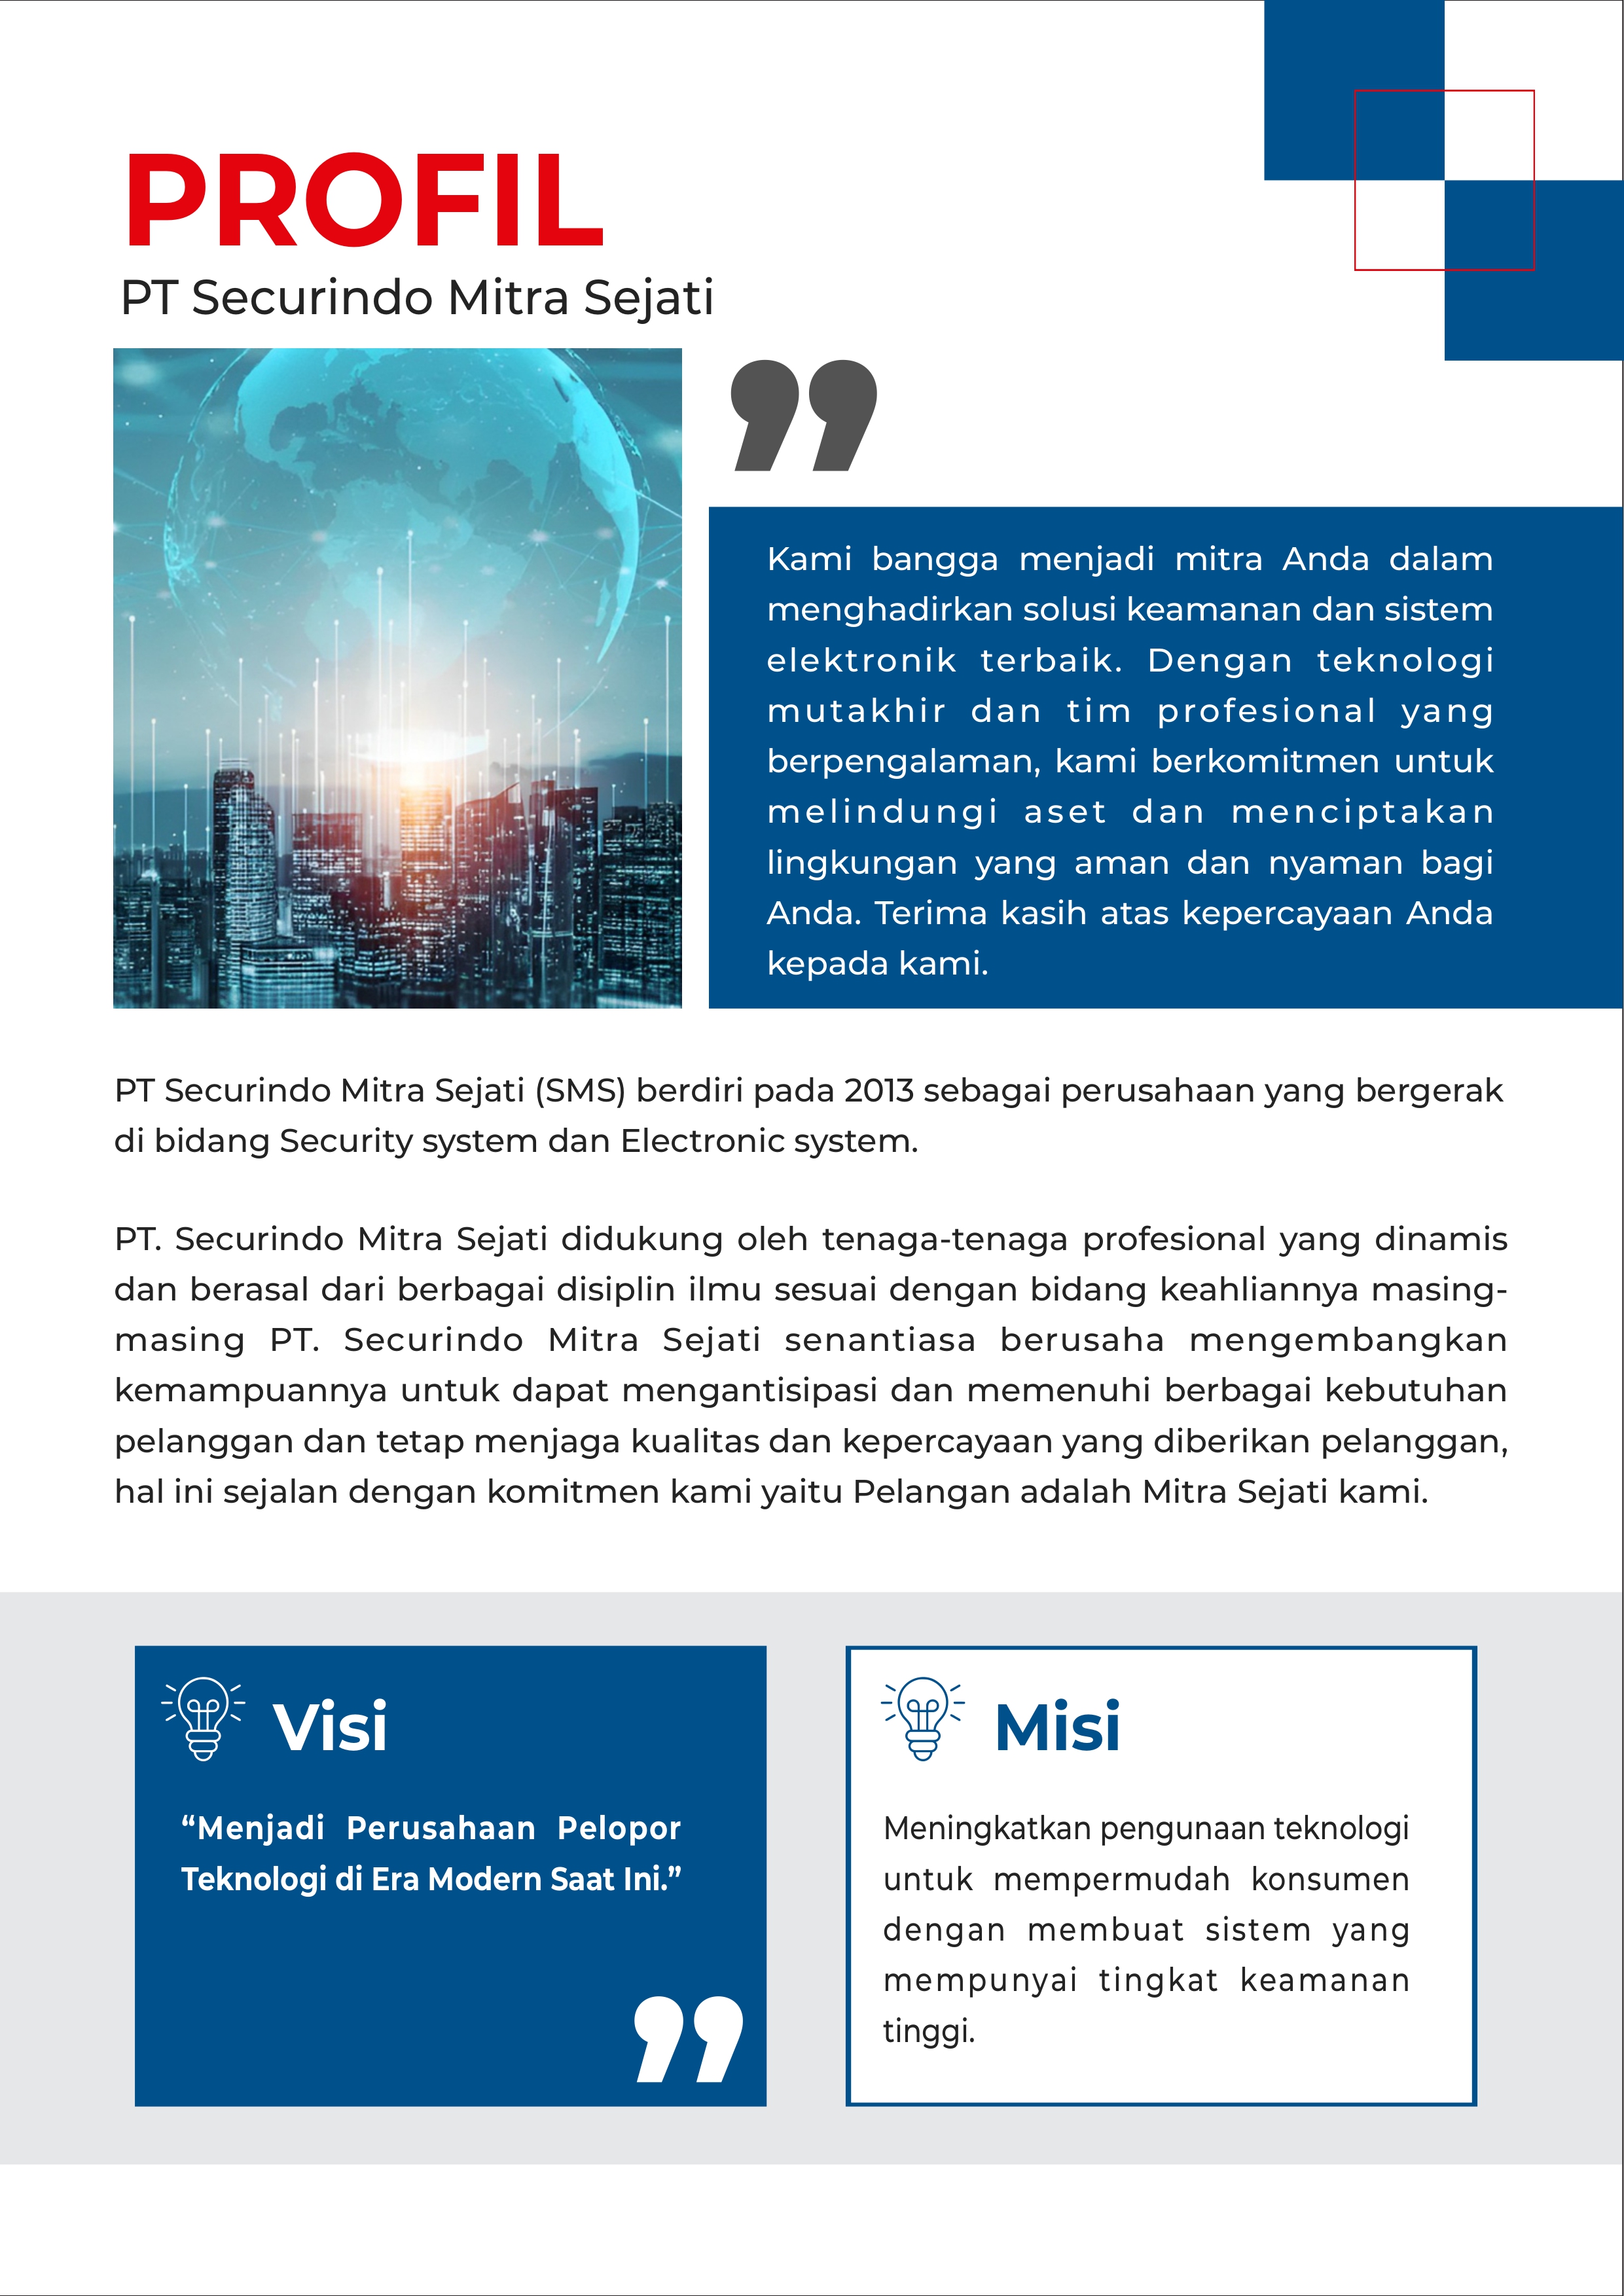 PROFIL
PT Securindo Mitra Sejati
”
Kami bangga menjadi mitra Anda dalam
menghadirkan solusi keamanan dan sistem
elektronik terbaik. Dengan teknologi
mutakhir dan tim profesional yang
berpengalaman, kami berkomitmen untuk
melindungi aset dan menciptakan
lingkungan yang aman dan nyaman bagi
Anda. Terima kasih atas kepercayaan Anda
kepada kami.
PT Securindo Mitra Sejati (SMS) berdiri pada 2013 sebagai perusahaan yang bergerak
di bidang Security system dan Electronic system.
PT. Securindo Mitra Sejati didukung oleh tenaga-tenaga profesional yang dinamis
dan berasal dari berbagai disiplin ilmu sesuai dengan bidang keahliannya masing-
masing PT. Securindo Mitra Sejati senantiasa berusaha mengembangkan
kemampuannya untuk dapat mengantisipasi dan memenuhi berbagai kebutuhan
pelanggan dan tetap menjaga kualitas dan kepercayaan yang diberikan pelanggan,
hal ini sejalan dengan komitmen kami yaitu Pelangan adalah Mitra Sejati kami.
Visi
“Menjadi Perusahaan Pelopor
Teknologi di Era Modern Saat Ini.”
”
Misi
Meningkatkan pengunaan teknologi
untuk mempermudah konsumen
dengan membuat sistem yang
mempunyai tingkat keamanan
tinggi.